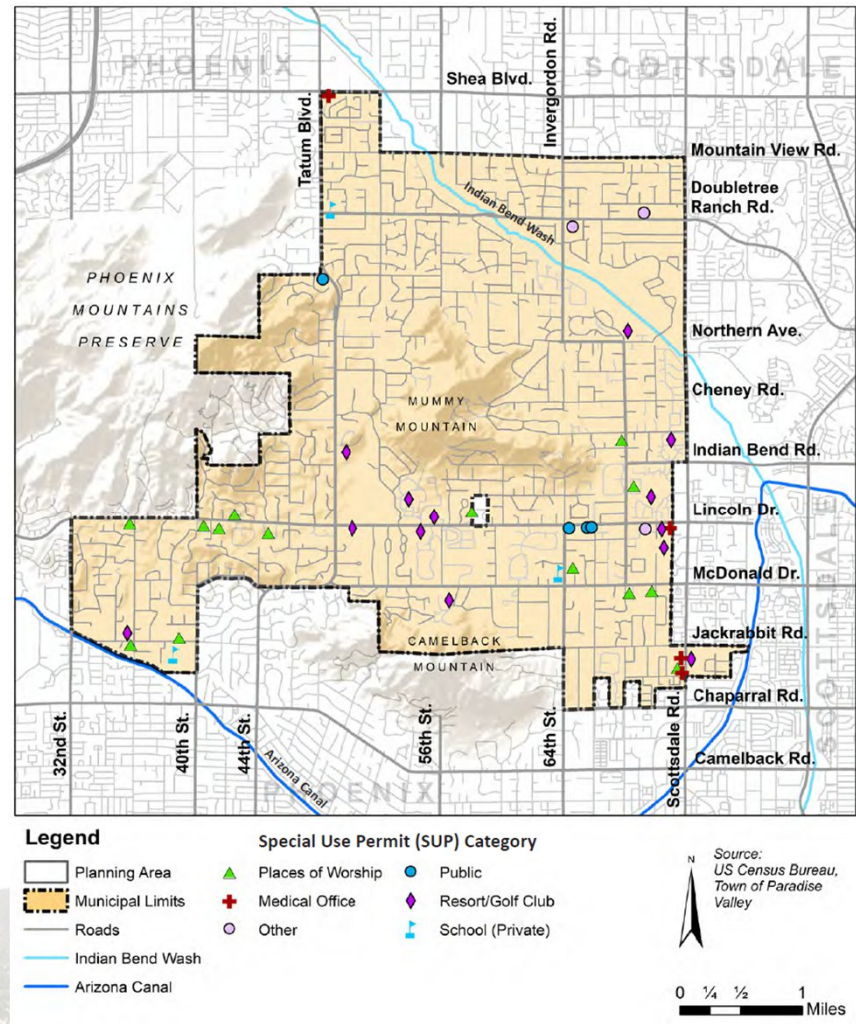 PHOENIX
SCOTTSDALE
Shea Blvd.
Invergordon Rd.
Tatum Blvd.
Mountain View Rd.
Doubletree
Ranch Rd.
Indian Bend Wash
PHOENIX
MOUNTAINS
PRESERVE
Northern Ave.
Cheney Rd.
MUMMY
MOUNTAIN
Indian Bend Rd.
Lincoln Dr.
McDonald Dr.
Jackrabbit Rd.
CAMELBACK
MOUNTAIN
Chaparral Rd.
SCOTTSDALE
32nd St.
40th St.
44th St.
56th St.
64th St.
Scottsdale Rd.
Camelback Rd.
Arizona Canal
PHOENIX
Legend
Special Use Permit (SUP) Category
Planning Area
Places of Worship
Public
Municipal Limits
Medical Office
Resort/Golf Club
Roads
Other
School (Private)
Indian Bend Wash
Arizona Canal
N
Source:
US Census Bureau,
Town of Paradise
Valley
0 ¼ ½ 1
Miles